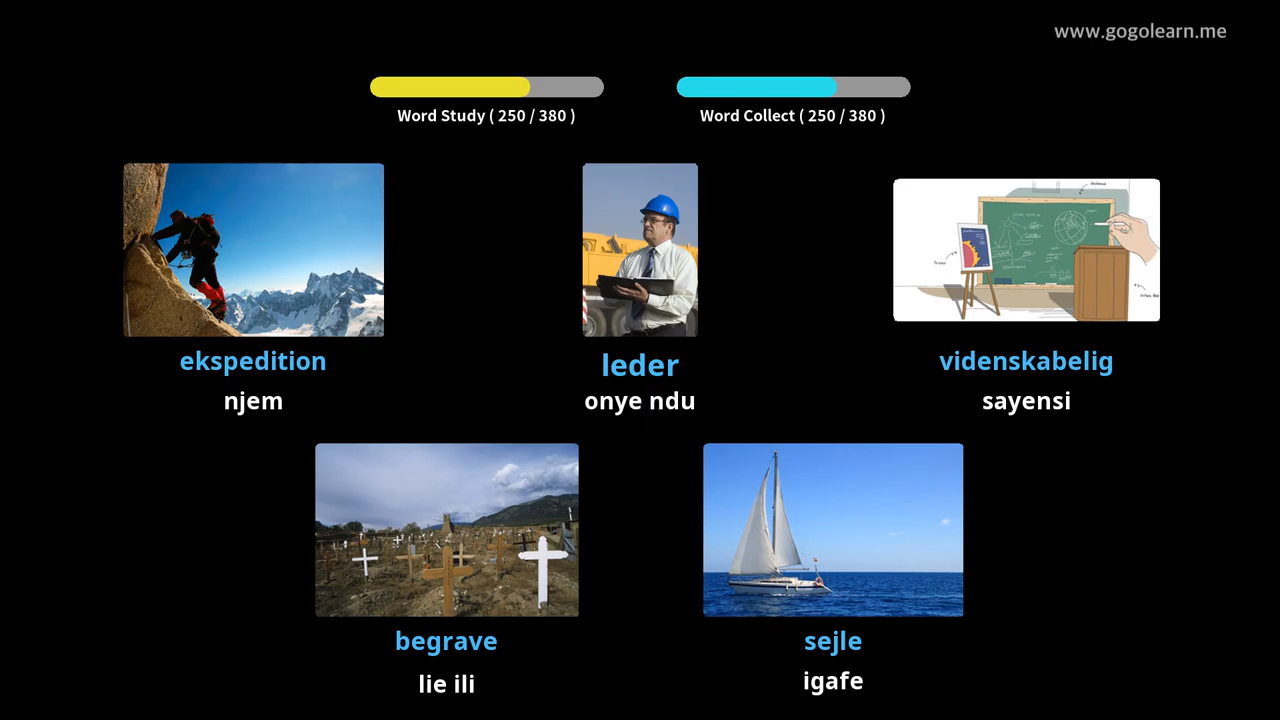 www.gogolearn.me
Word Study ( 250 / 380 )
Word Collect ( 250 / 380 )
ekspedition
njem
leder
onye ndu
videnskabelig
sayensi
begrave
lie ili
sejle
igafe